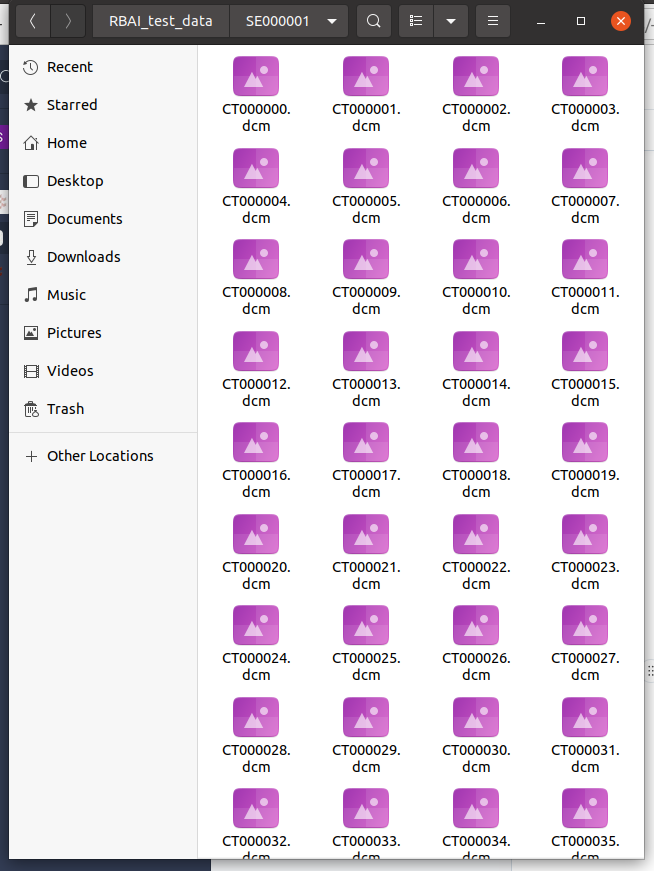 RBAI_test_data SE000001
Recent
Starred
Home
Desktop
Documents
Downloads
Music
Pictures
Videos
Trash
Other Locations
CT000000. CT000001. CT000002. CT000003.
dcm dcm dcm dcm
CT000004. CT000005. CT000006. CT000007.
dcm dcm dcm dcm
CT000008. CT000009. CT000010. CT000011.
dcm dcm dcm dcm
CT000012. CT000013. CT000014. CT000015.
dcm dcm dcm dcm
CT000016. CT000017. CT000018. CT000019.
dcm dcm dcm dcm
CT000020. CT000021. CT000022. CT000023.
dcm dcm dcm dcm
CT000024. CT000025. CT000026. CT000027.
dcm dcm dcm dcm
CT000028. CT000029. CT000030. CT000031.
dcm dcm dcm dcm
CT000032. CT000033. CT000034. CT000035.
dcm dcm dcm dcm